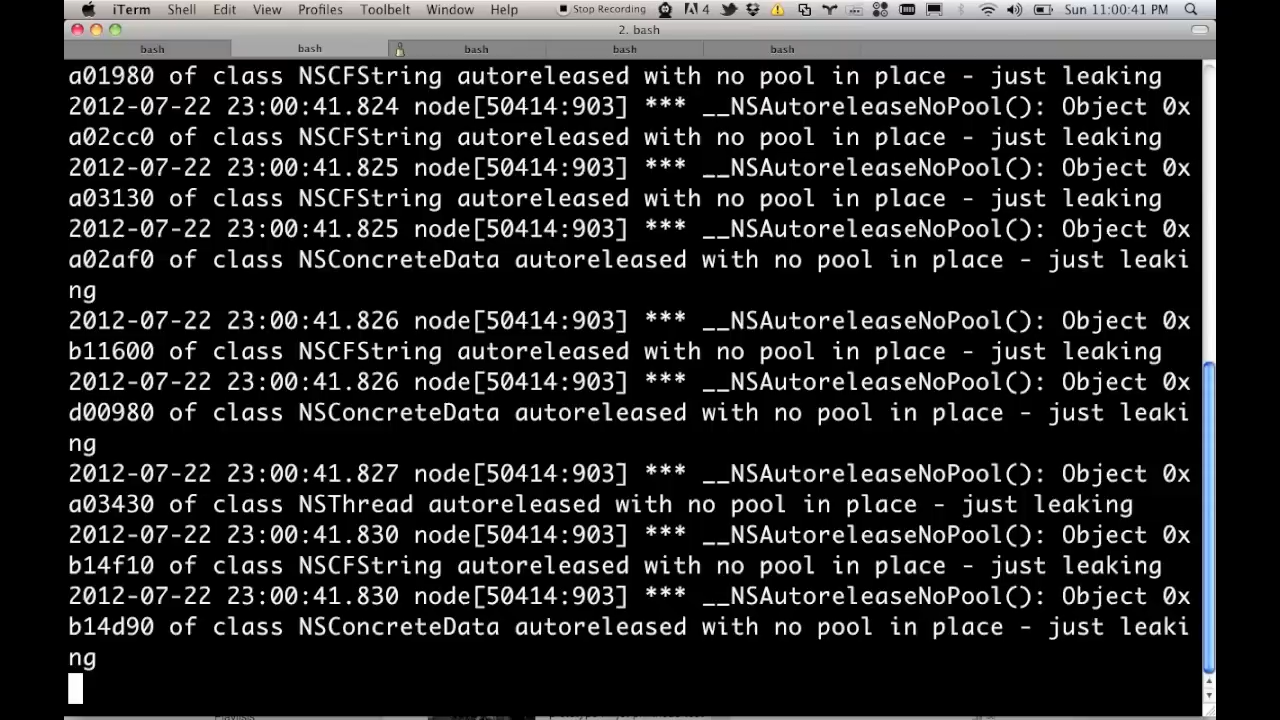 iTerm Shell Edit View Profiles Toolbelt Window Help Stop Recording 4 Sun 11:00:41 PM
2. bash
bash bash bash bash bash
a01980 of class NSCFString autoreleased with no pool in place - just leaking
2012-07-22 23:00:41.824 node[50414:903] *** __NSAutoreleaseNoPool(): Object 0x
a02cc0 of class NSCFString autoreleased with no pool in place - just leaking
2012-07-22 23:00:41.825 node[50414:903] *** __NSAutoreleaseNoPool(): Object 0x
a03130 of class NSCFString autoreleased with no pool in place - just leaking
2012-07-22 23:00:41.825 node[50414:903] *** __NSAutoreleaseNoPool(): Object 0x
a02af0 of class NSConcreteData autoreleased with no pool in place - just leaki
ng
2012-07-22 23:00:41.826 node[50414:903] *** __NSAutoreleaseNoPool(): Object 0x
b11600 of class NSCFString autoreleased with no pool in place - just leaking
2012-07-22 23:00:41.826 node[50414:903] *** __NSAutoreleaseNoPool(): Object 0x
d00980 of class NSConcreteData autoreleased with no pool in place - just leaki
ng
2012-07-22 23:00:41.827 node[50414:903] *** __NSAutoreleaseNoPool(): Object 0x
a03430 of class NSThread autoreleased with no pool in place - just leaking
2012-07-22 23:00:41.830 node[50414:903] *** __NSAutoreleaseNoPool(): Object 0x
b14f10 of class NSCFString autoreleased with no pool in place - just leaking
2012-07-22 23:00:41.830 node[50414:903] *** __NSAutoreleaseNoPool(): Object 0x
b14d90 of class NSConcreteData autoreleased with no pool in place - just leaki
ng